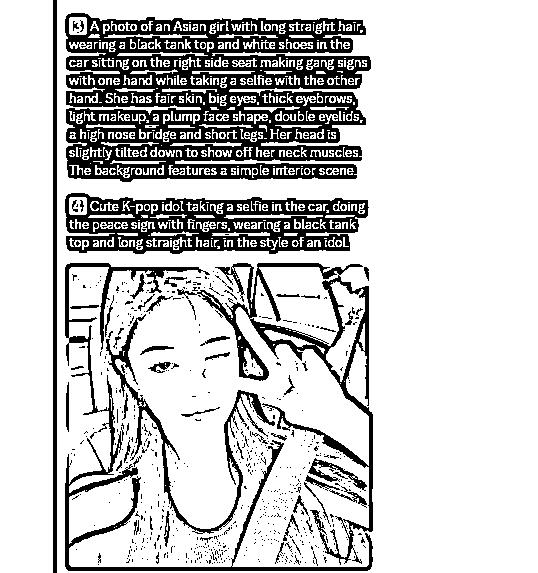 3 A photo of an Asian girl with long straight hair,
wearing a black tank top and white shoes in the
car sitting on the right side seat making gang signs
with one hand while taking a selfie with the other
hand. She has fair skin, big eyes, thick eyebrows,
light makeup, a plump face shape, double eyelids,
a high nose bridge and short legs. Her head is
slightly tilted down to show off her neck muscles.
The background features a simple interior scene.
4 Cute K-pop idol taking a selfie in the car, doing
the peace sign with fingers, wearing a black tank
top and long straight hair, in the style of an idol.